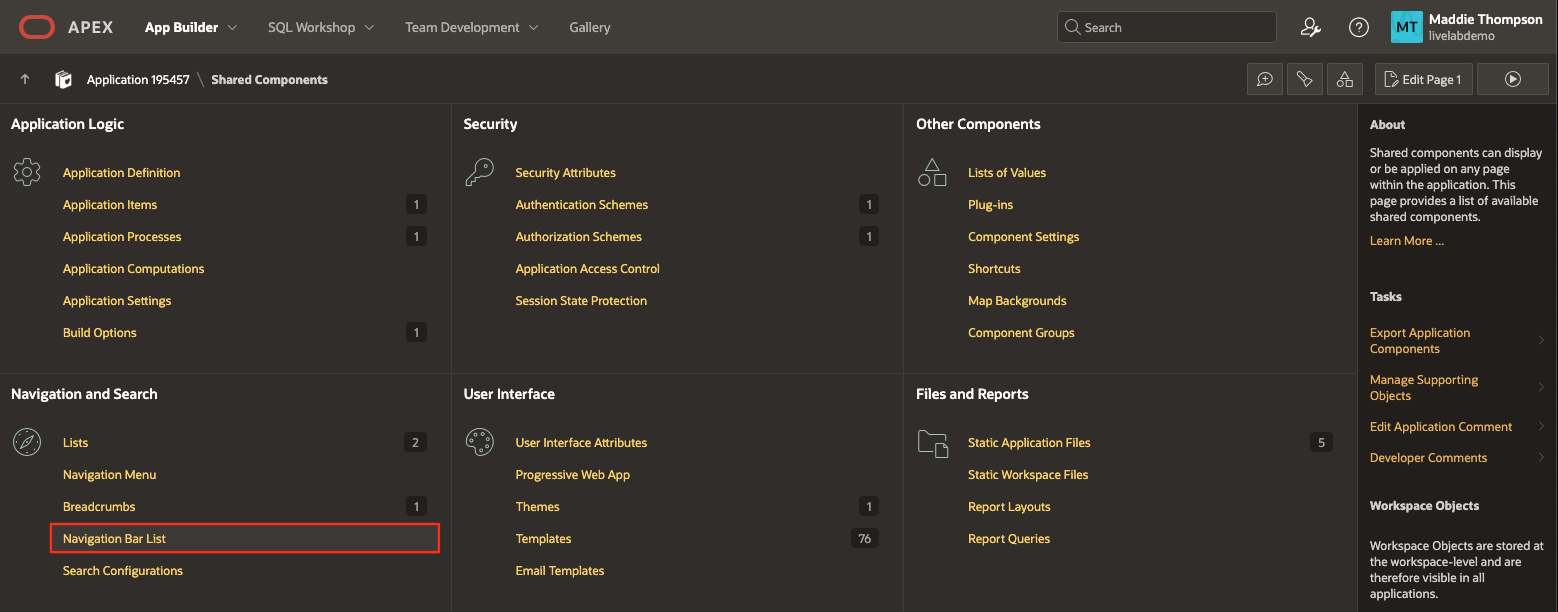 APEX
App Builder
SQL Workshop
Team Development
Gallery
Search
MT
Maddie Thompson
livelabdemo
Application 195457 \ Shared Components
Edit Page 1
Application Logic
Application Definition
Application Items 1
Application Processes 1
Application Computations
Application Settings
Build Options 1
Security
Security Attributes
Authentication Schemes 1
Authorization Schemes 1
Application Access Control
Session State Protection
Other Components
Lists of Values
Plug-ins
Component Settings
Shortcuts
Map Backgrounds
Component Groups
Navigation and Search
Lists 2
Navigation Menu
Breadcrumbs 1
Navigation Bar List
Search Configurations
User Interface
User Interface Attributes
Progressive Web App
Themes 1
Templates 76
Email Templates
Files and Reports
Static Application Files 5
Static Workspace Files
Report Layouts
Report Queries
About
Shared components can display
or be applied on any page
within the application. This
page provides a list of available
shared components.
Learn More ...
Tasks
Export Application
Components
Manage Supporting
Objects
Edit Application Comment
Developer Comments
Workspace Objects
Workspace Objects are stored at
the workspace-level and are
therefore visible in all
applications.